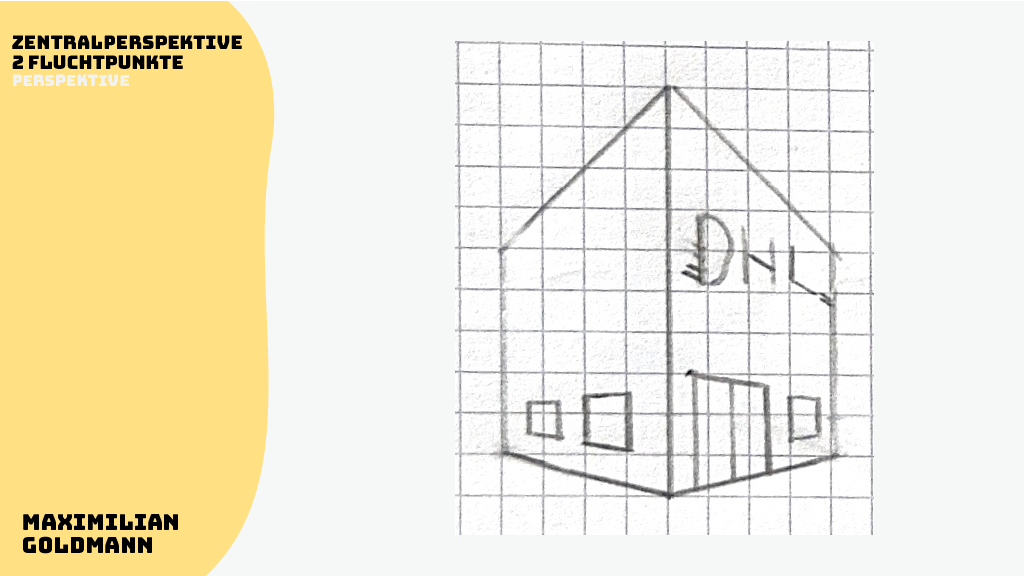 ZENTRALPERSPEKTIVE
2 FLUCHTPUNKTE
PERSPEKTIVE
DHL
MAXIMILIAN
GOLDMANN